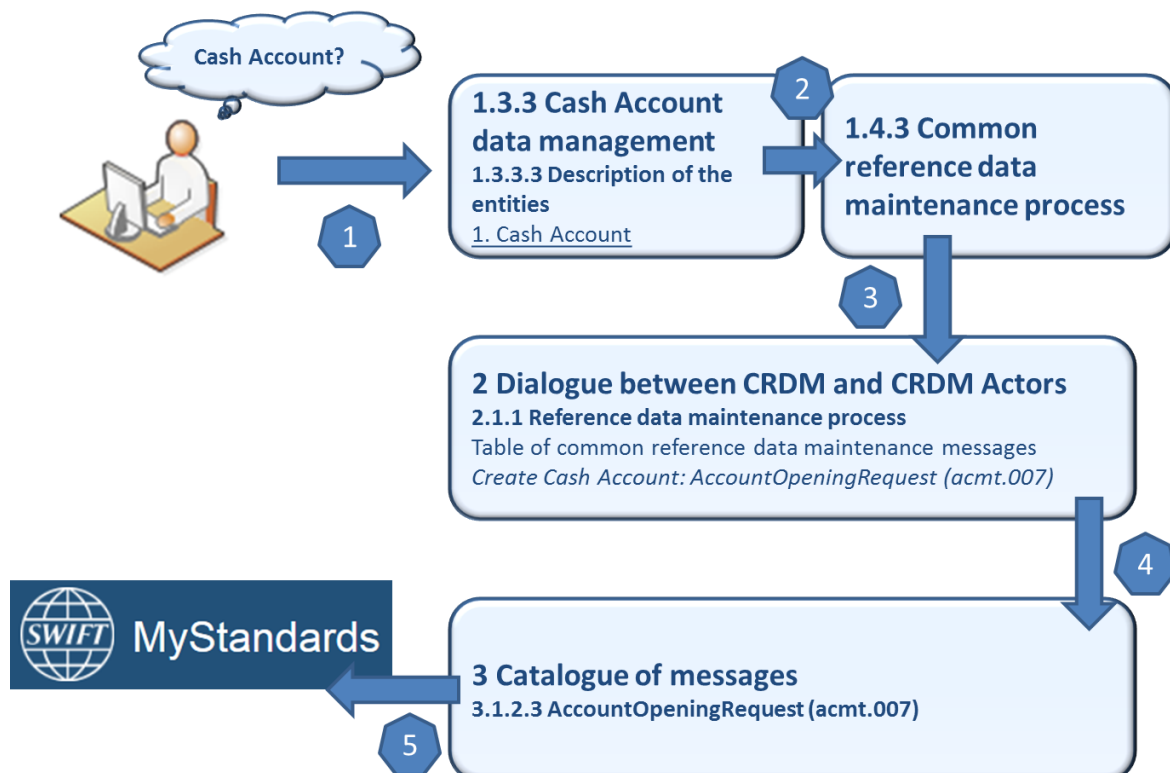 Cash Account?
1
1.3.3 Cash Account
data management
1.3.3.3 Description of the
entities
1. Cash Account
2
1.4.3 Common
reference data
maintenance process
3
2 Dialogue between CRDM and CRDM Actors
2.1.1 Reference data maintenance process
Table of common reference data maintenance messages
Create Cash Account: AccountOpeningRequest (acmt.007)
4
3 Catalogue of messages
3.1.2.3 AccountOpeningRequest (acmt.007)
5
SWIFT MyStandards